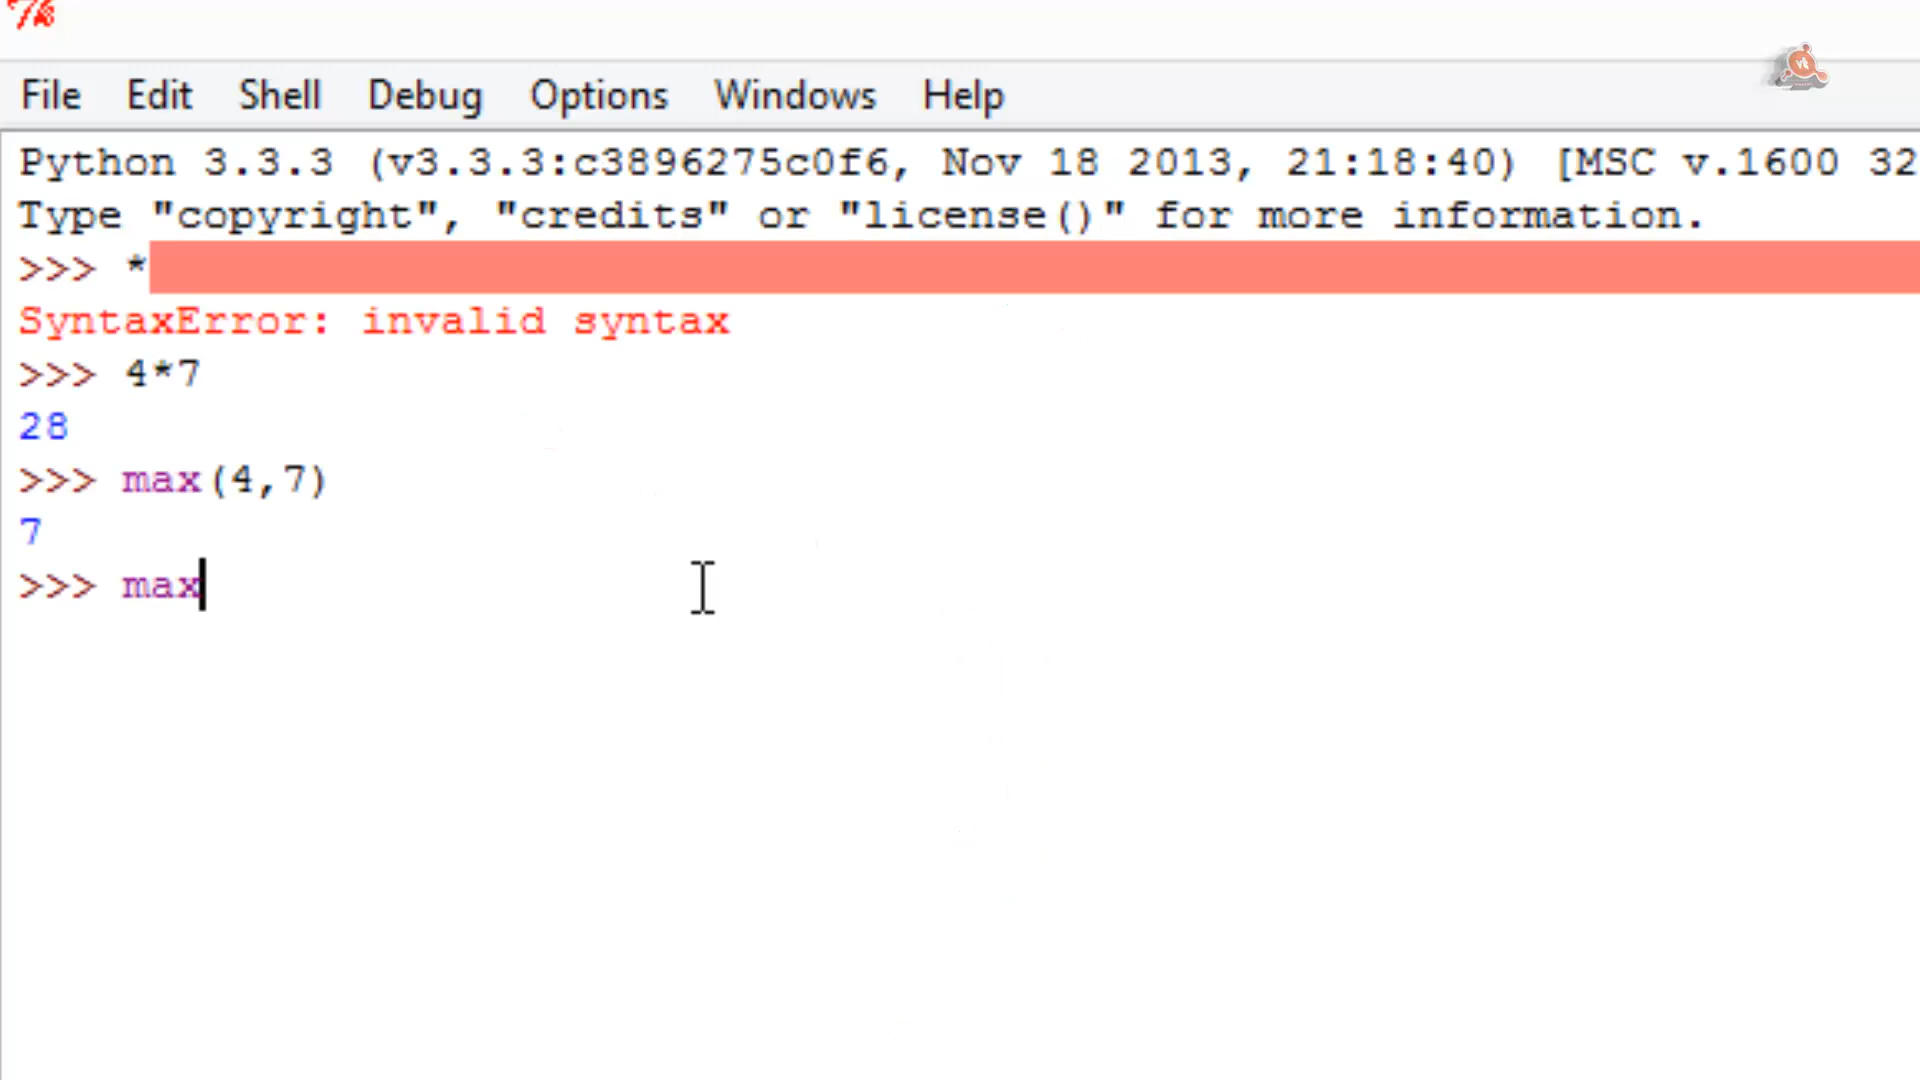 File Edit Shell Debug Options Windows Help
Python 3.3.3 (v3.3.3:c3896275c0f6, Nov 18 2013, 21:18:40) [MSC v.1600 32
Type "copyright", "credits" or "license()" for more information.
>>> *
SyntaxError: invalid syntax
>>> 4*7
28
>>> max(4,7)
7
>>> max